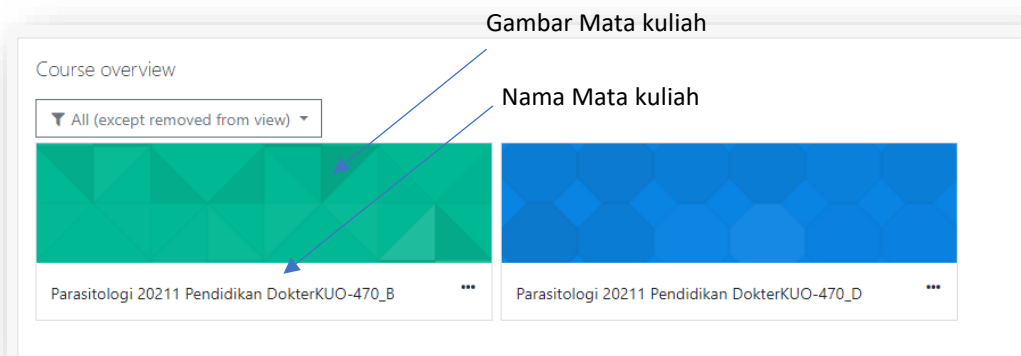 Gambar Mata kuliah
Course overview
Nama Mata kuliah
All (except removed from view)
Parasitologi 20211 Pendidikan DokterKUO-470_B
Parasitologi 20211 Pendidikan DokterKUO-470_D